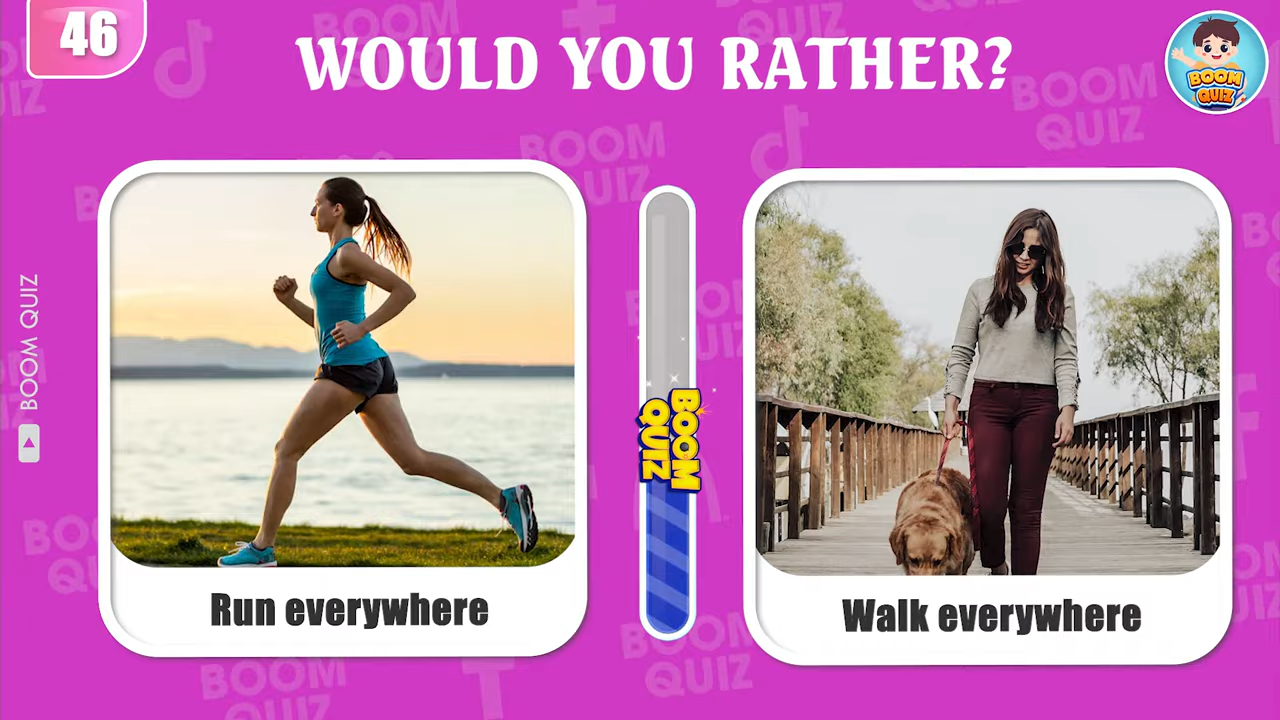 46
WOULD YOU RATHER?
BOOM
QUIZ
BOOM QUIZ
BOOM
QUIZ
Run everywhere
Walk everywhere